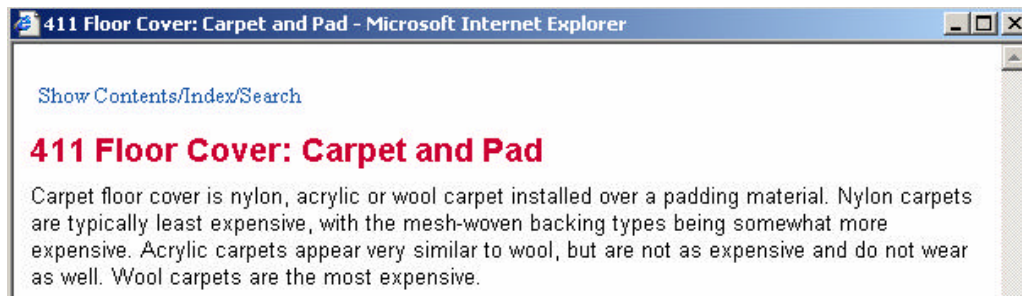 411 Floor Cover: Carpet and Pad - Microsoft Internet Explorer
Show Contents/Index/Search
411 Floor Cover: Carpet and Pad
Carpet floor cover is nylon, acrylic or wool carpet installed over a padding material. Nylon carpets
are typically least expensive, with the mesh-woven backing types being somewhat more
expensive. Acrylic carpets appear very similar to wool, but are not as expensive and do not wear
as well. Wool carpets are the most expensive.